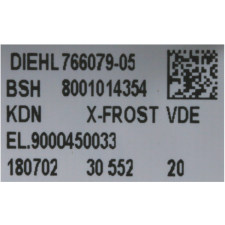 DIEHL 766079-05
BSH 8001014354
KDN X-FROST VDE
EL.9000450033
180702 30 552 20